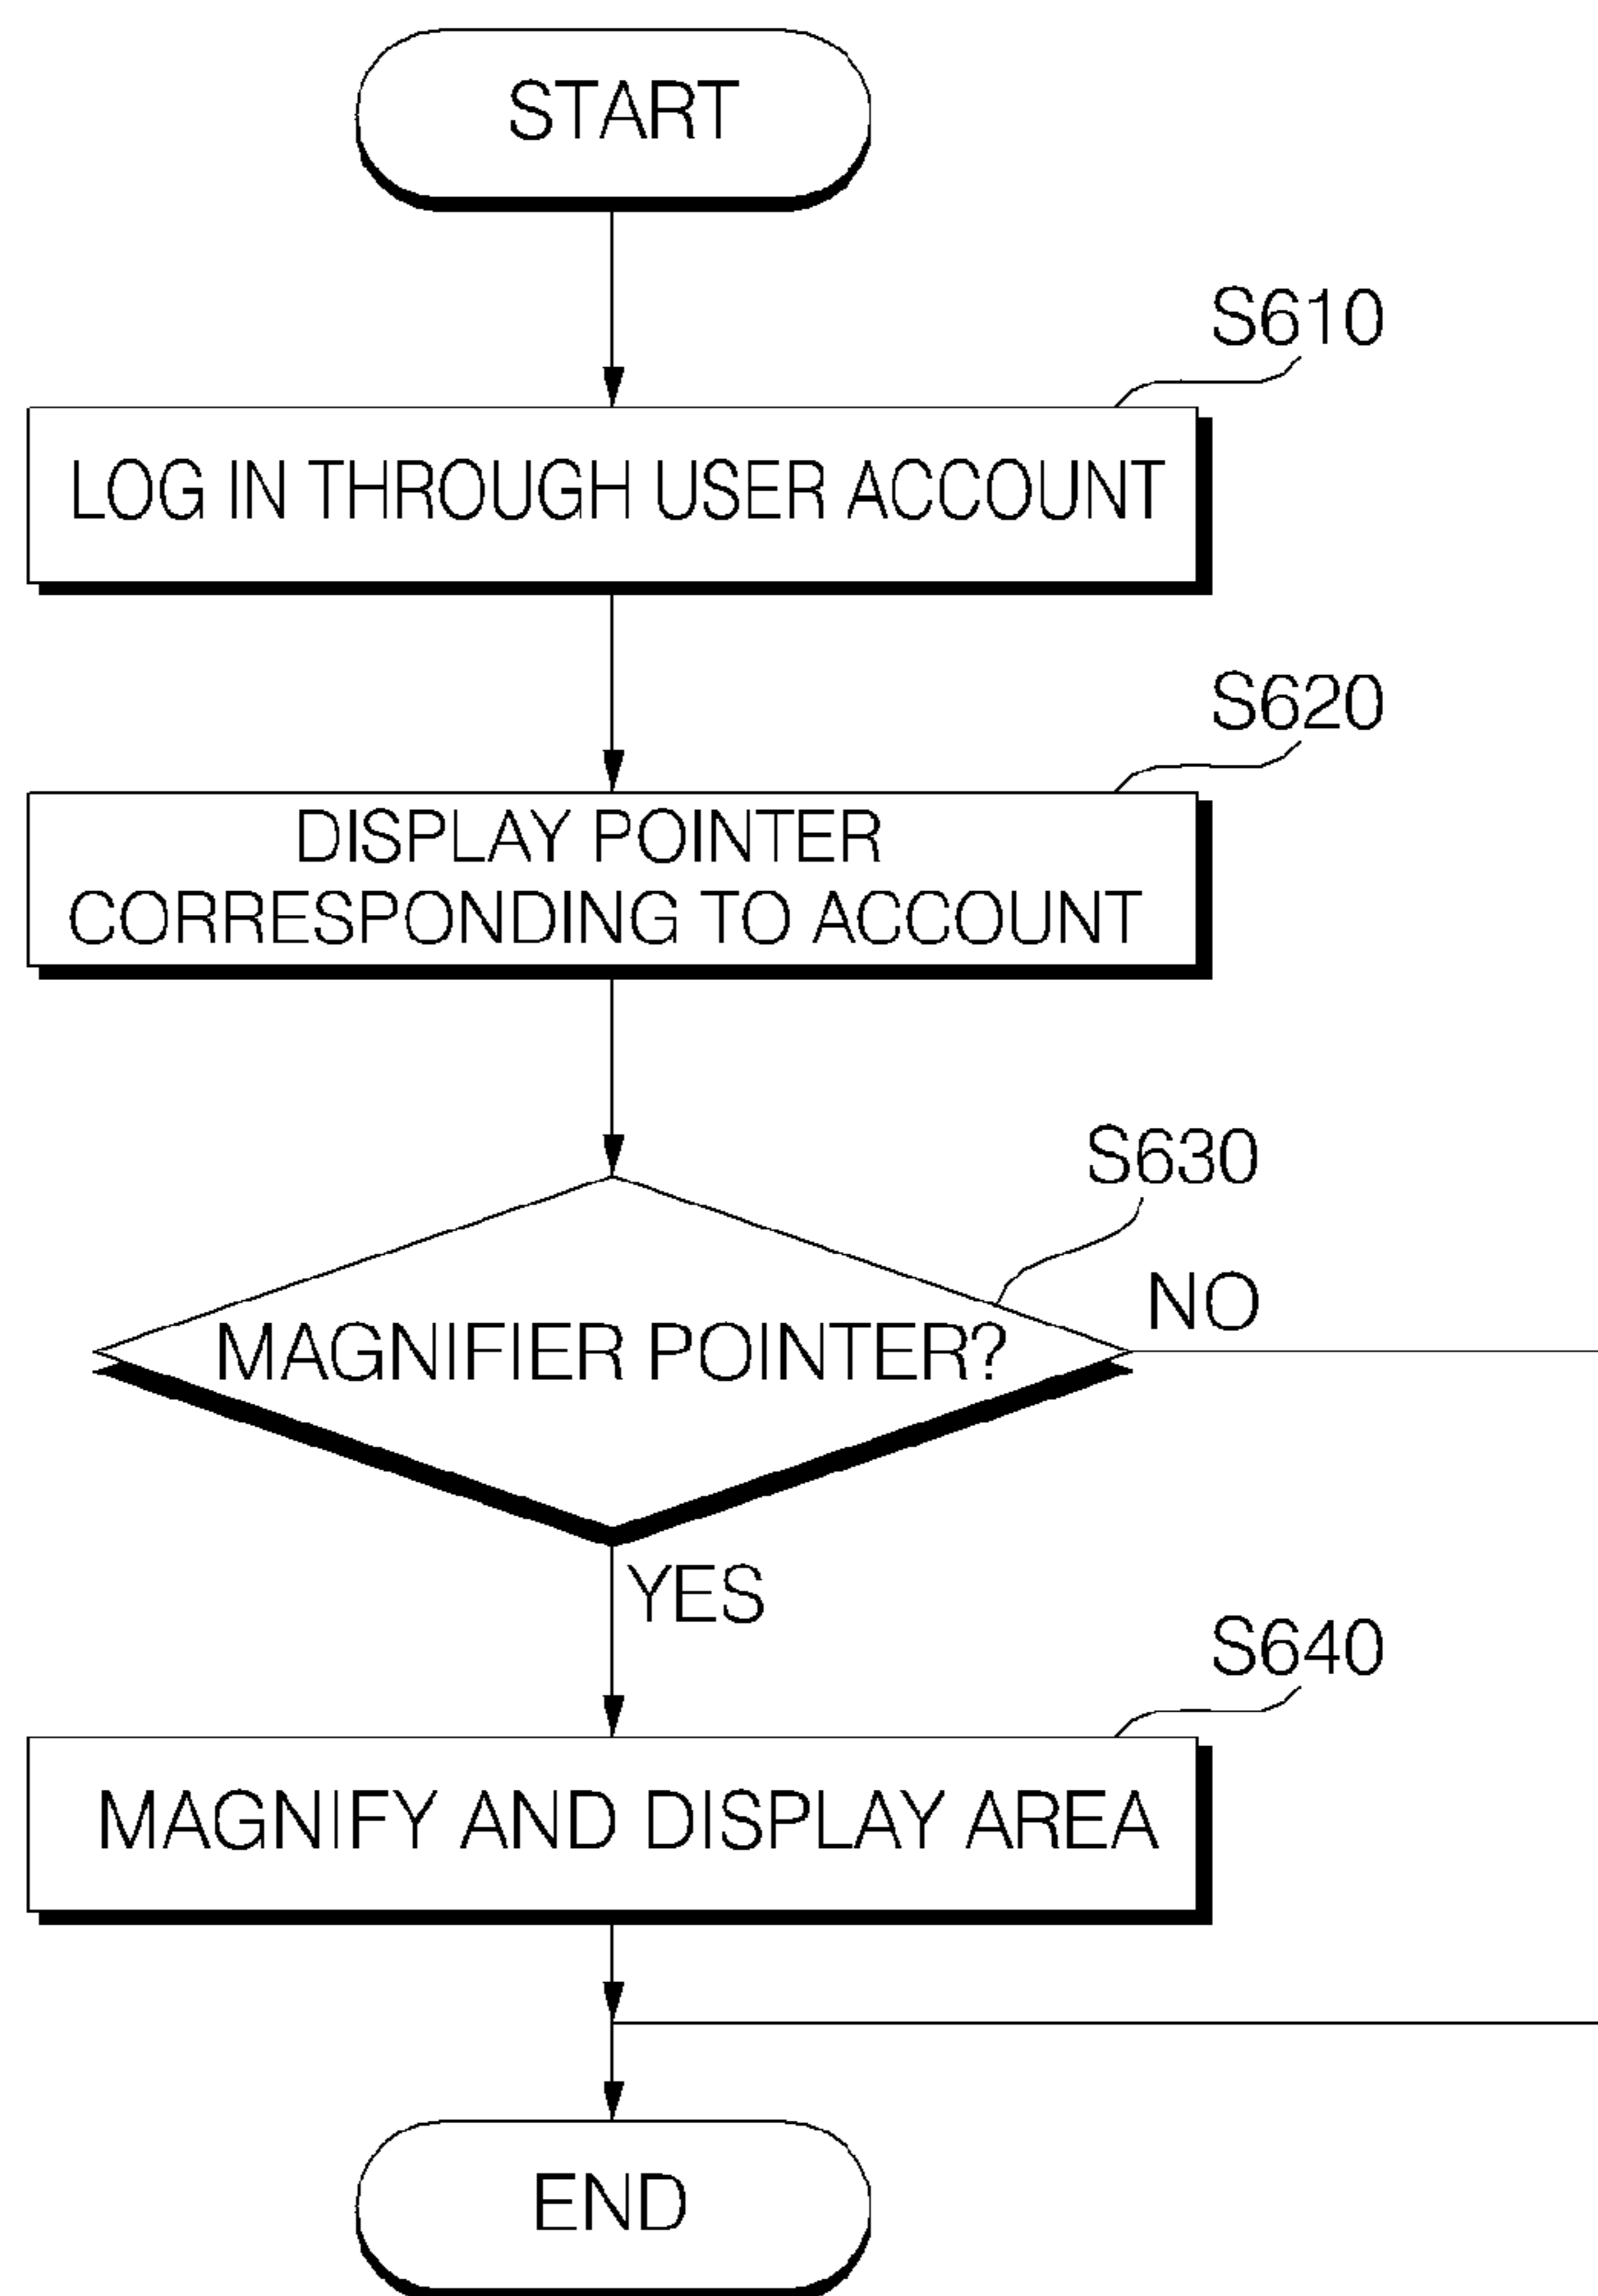 START
S610
LOG IN THROUGH USER ACCOUNT
S620
DISPLAY POINTER
CORRESPONDING TO ACCOUNT
S630
NO
MAGNIFIER POINTER?
YES
S640
MAGNIFY AND DISPLAY AREA
END